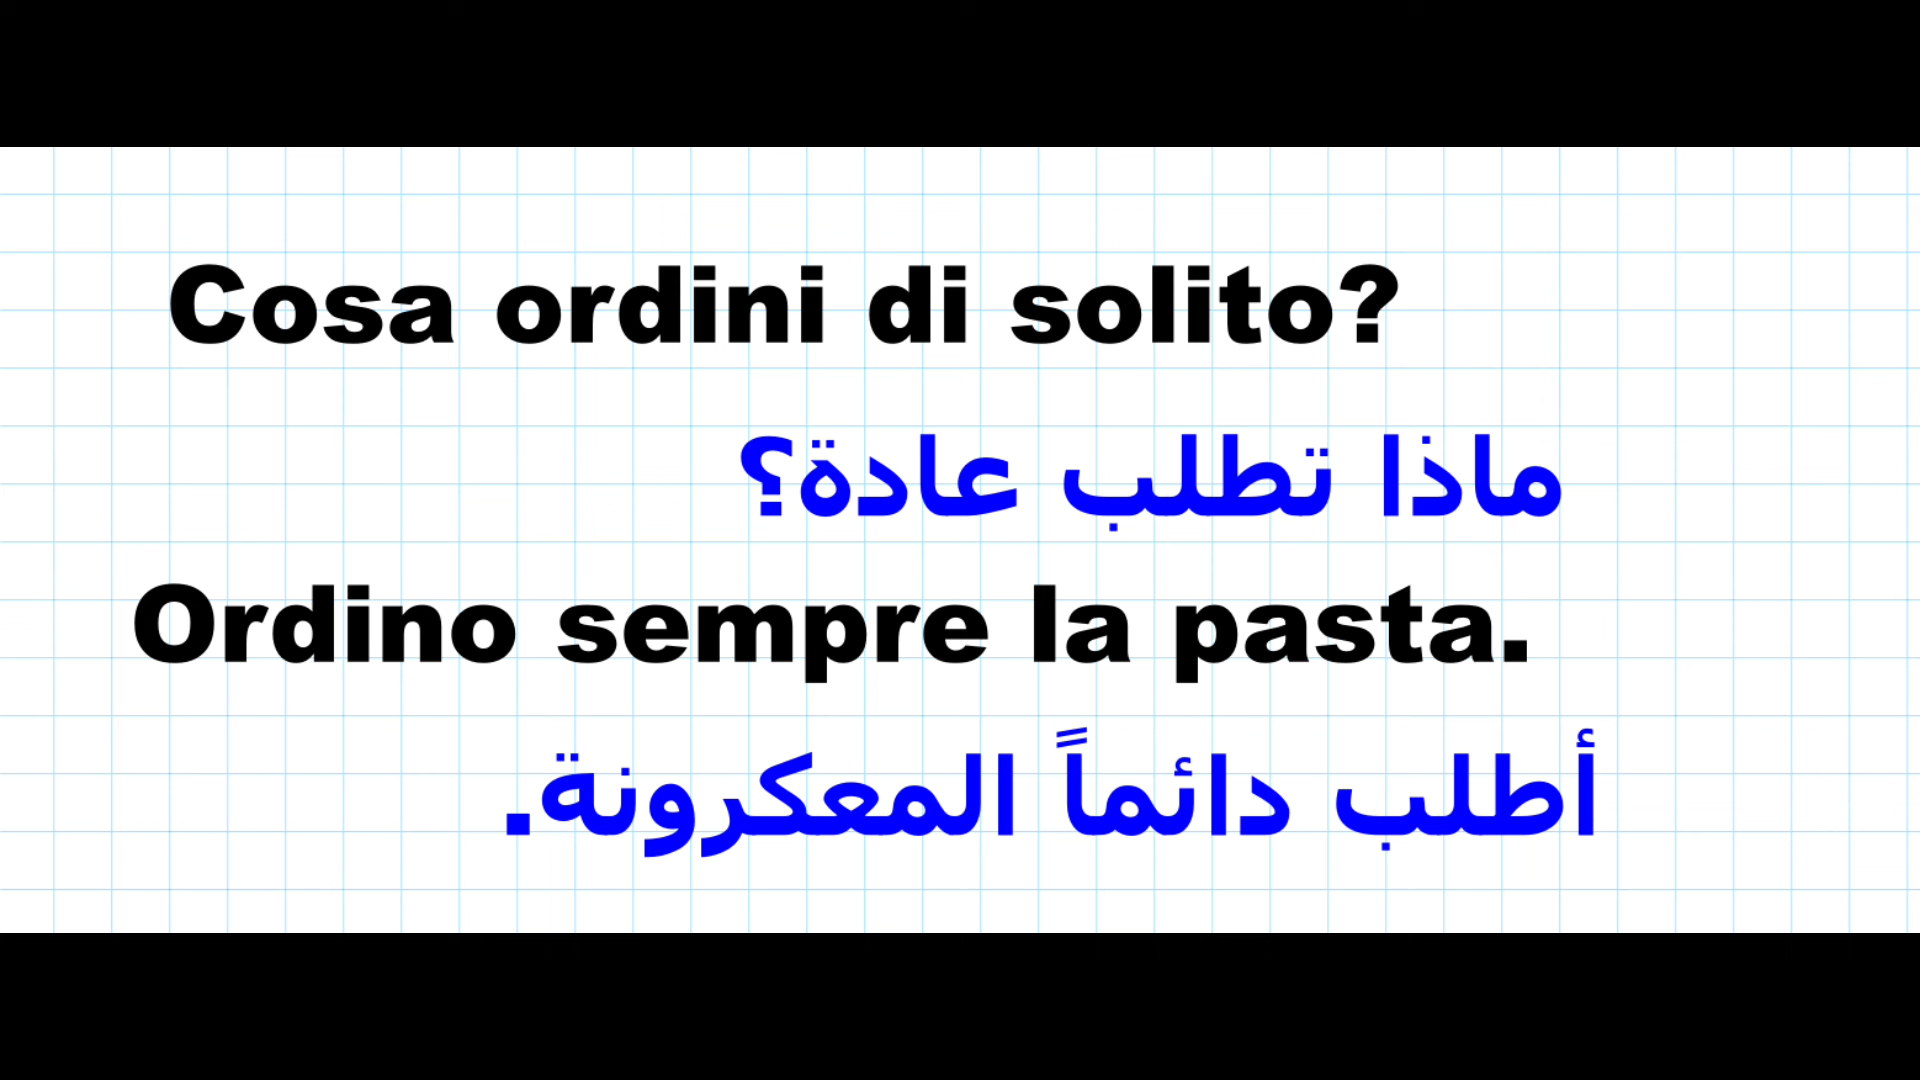 Cosa ordini di solito?
ماذا تطلب عادة؟
Ordino sempre la pasta.
أطلب دائماً المعكرونة.